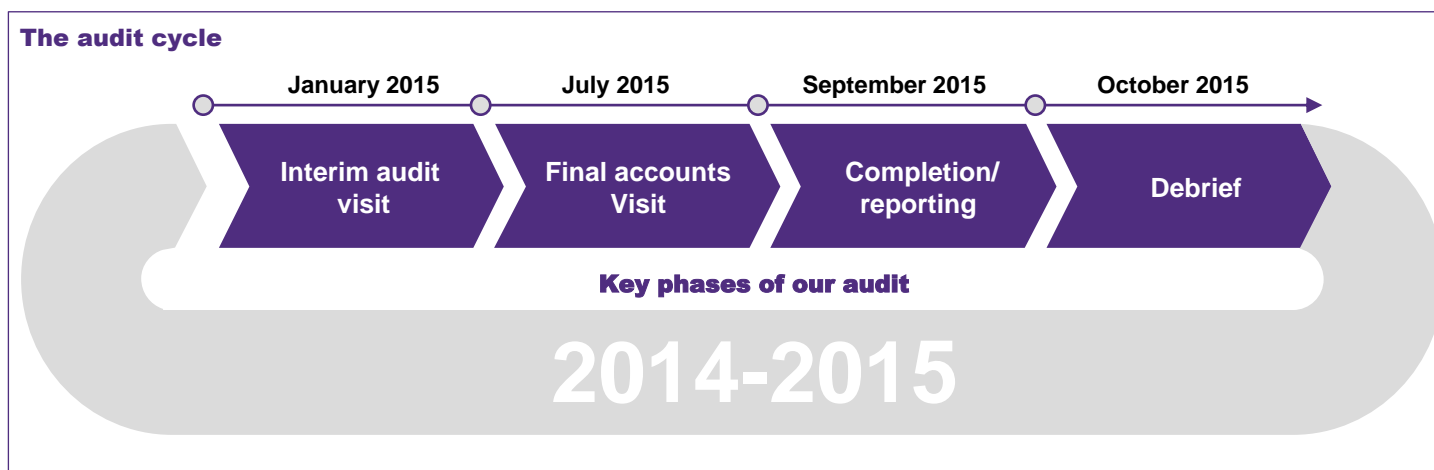 The audit cycle
January 2015
July 2015
September 2015
October 2015
Interim audit
visit
Final accounts
Visit
Completion/
reporting
Debrief
Key phases of our audit
2014-2015